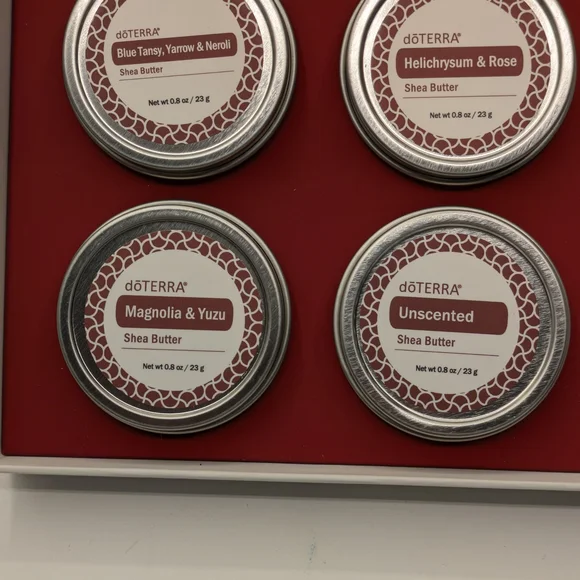 dōTERRA®
Blue Tansy, Yarrow & Neroli
Shea Butter
Net wt 0.8 oz / 23 g
dōTERRA®
Helichrysum & Rose
Shea Butter
Net wt 0.8 oz / 23 g
dōTERRA®
Magnolia & Yuzu
Shea Butter
Net wt 0.8 oz / 23 g
dōTERRA®
Unscented
Shea Butter
Net wt 0.8 oz / 23 g